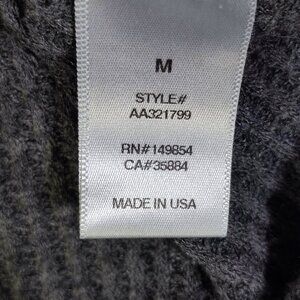 M
STYLE#
AA321799
RN#149854
CA#35884
MADE IN USA